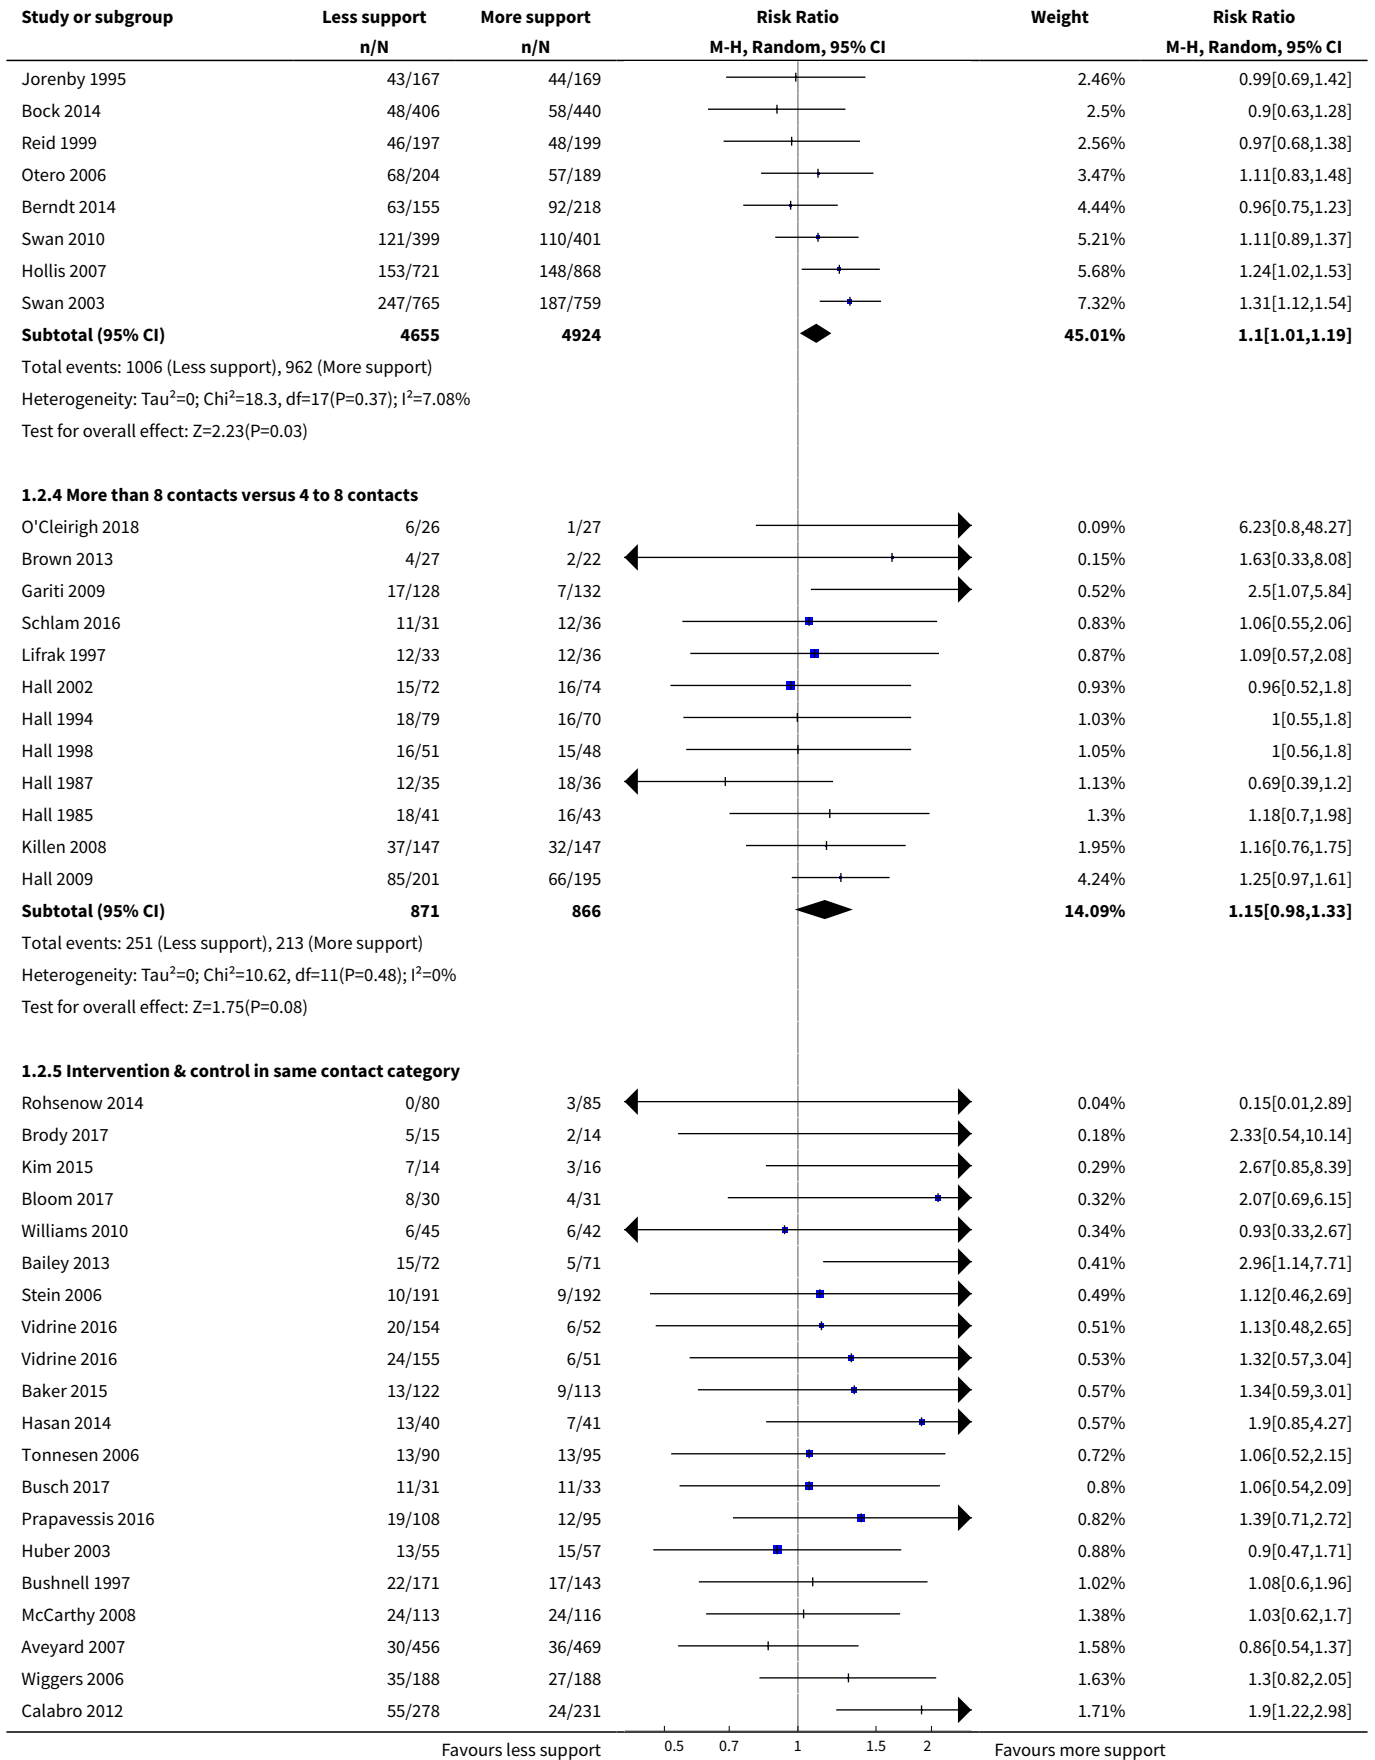 Study or subgroup Less support More support Risk Ratio Weight Risk Ratio
n/N n/N M-H, Random, 95% CI M-H, Random, 95% CI
Jorenby 1995 43/167 44/169 2.46% 0.99[0.69,1.42]
Bock 2014 48/406 58/440 2.5% 0.9[0.63,1.28]
Reid 1999 46/197 48/199 2.56% 0.97[0.68,1.38]
Otero 2006 68/204 57/189 3.47% 1.11[0.83,1.48]
Berndt 2014 63/155 92/218 4.44% 0.96[0.75,1.23]
Swan 2010 121/399 110/401 5.21% 1.11[0.89,1.37]
Hollis 2007 153/721 148/868 5.68% 1.24[1.02,1.53]
Swan 2003 247/765 187/759 7.32% 1.31[1.12,1.54]
Subtotal (95% CI) 4655 4924 45.01% 1.1[1.01,1.19]
Total events: 1006 (Less support), 962 (More support)
Heterogeneity: Tau²=0; Chi²=18.3, df=17(P=0.37); I²=7.08%
Test for overall effect: Z=2.23(P=0.03)
1.2.4 More than 8 contacts versus 4 to 8 contacts
O'Cleirigh 2018 6/26 1/27 0.09% 6.23[0.8,48.27]
Brown 2013 4/27 2/22 0.15% 1.63[0.33,8.08]
Gariti 2009 17/128 7/132 0.52% 2.5[1.07,5.84]
Schlam 2016 11/31 12/36 0.83% 1.06[0.55,2.06]
Lifrak 1997 12/33 12/36 0.87% 1.09[0.57,2.08]
Hall 2002 15/72 16/74 0.93% 0.96[0.52,1.8]
Hall 1994 18/79 16/70 1.03% 1[0.55,1.8]
Hall 1998 16/51 15/48 1.05% 1[0.56,1.8]
Hall 1987 12/35 18/36 1.13% 0.69[0.39,1.2]
Hall 1985 18/41 16/43 1.3% 1.18[0.7,1.98]
Killen 2008 37/147 32/147 1.95% 1.16[0.76,1.75]
Hall 2009 85/201 66/195 4.24% 1.25[0.97,1.61]
Subtotal (95% CI) 871 866 14.09% 1.15[0.98,1.33]
Total events: 251 (Less support), 213 (More support)
Heterogeneity: Tau²=0; Chi²=10.62, df=11(P=0.48); I²=0%
Test for overall effect: Z=1.75(P=0.08)
1.2.5 Intervention & control in same contact category
Rohsenow 2014 0/80 3/85 0.04% 0.15[0.01,2.89]
Brody 2017 5/15 2/14 0.18% 2.33[0.54,10.14]
Kim 2015 7/14 3/16 0.29% 2.67[0.85,8.39]
Bloom 2017 8/30 4/31 0.32% 2.07[0.69,6.15]
Williams 2010 6/45 6/42 0.34% 0.93[0.33,2.67]
Bailey 2013 15/72 5/71 0.41% 2.96[1.14,7.71]
Stein 2006 10/191 9/192 0.49% 1.12[0.46,2.69]
Vidrine 2016 20/154 6/52 0.51% 1.13[0.48,2.65]
Vidrine 2016 24/155 6/51 0.53% 1.32[0.57,3.04]
Baker 2015 13/122 9/113 0.57% 1.34[0.59,3.01]
Hasan 2014 13/40 7/41 0.57% 1.9[0.85,4.27]
Tonnesen 2006 13/90 13/95 0.72% 1.06[0.52,2.15]
Busch 2017 11/31 11/33 0.8% 1.06[0.54,2.09]
Prapavessis 2016 19/108 12/95 0.82% 1.39[0.71,2.72]
Huber 2003 13/55 15/57 0.88% 0.9[0.47,1.71]
Bushnell 1997 22/171 17/143 1.02% 1.08[0.6,1.96]
McCarthy 2008 24/113 24/116 1.38% 1.03[0.62,1.7]
Aveyard 2007 30/456 36/469 1.58% 0.86[0.54,1.37]
Wiggers 2006 35/188 27/188 1.63% 1.3[0.82,2.05]
Calabro 2012 55/278 24/231 1.71% 1.9[1.22,2.98]
Favours less support 0.5 0.7 1 1.5 2 Favours more support